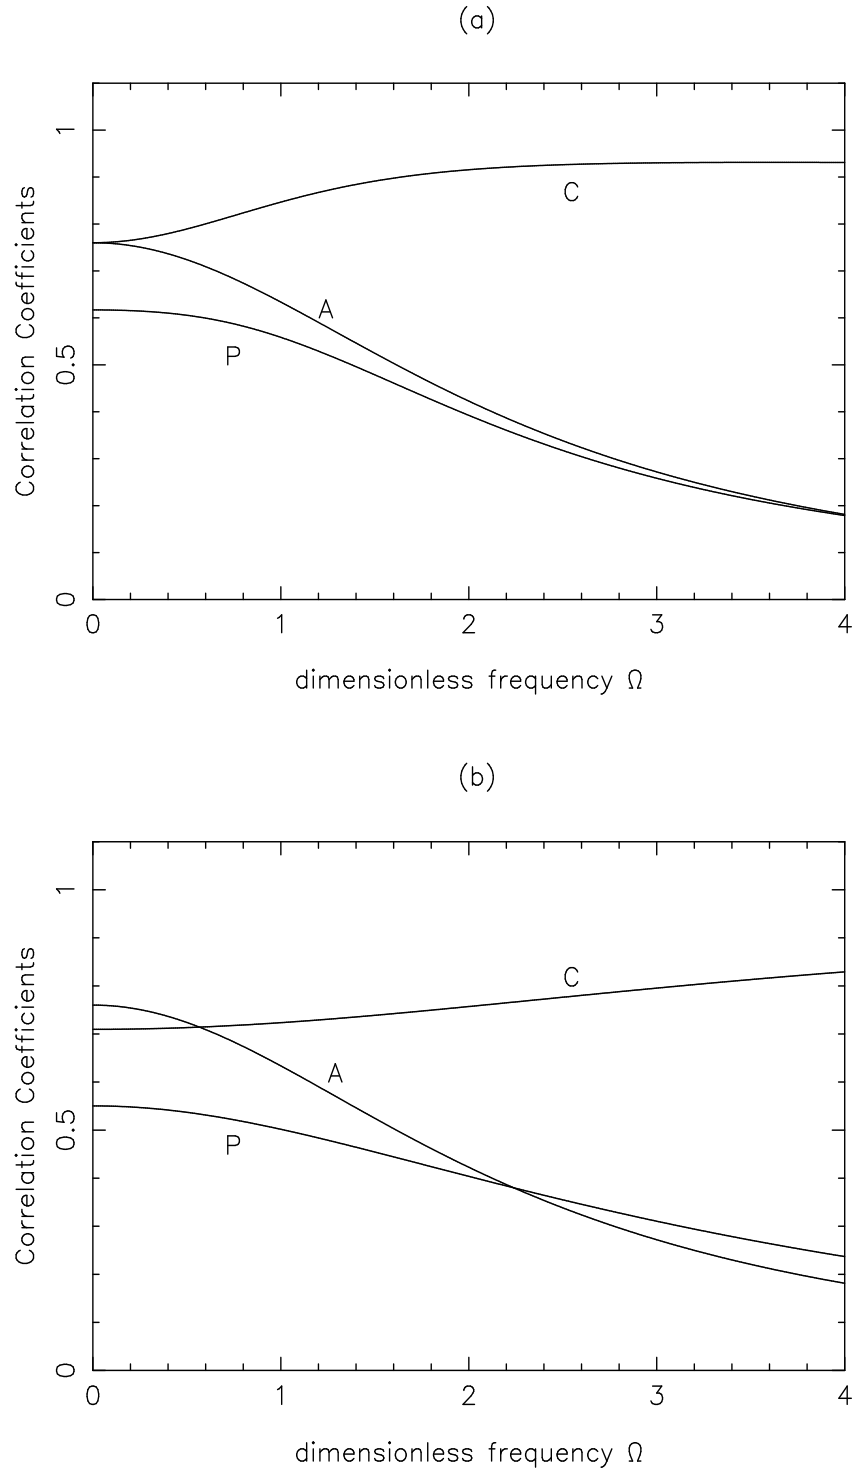 (a)
1
0.5
0
Correlation Coefficients
C
A
P
0 1 2 3 4
dimensionless frequency Ω
(b)
1
0.5
0
Correlation Coefficients
C
A
P
0 1 2 3 4
dimensionless frequency Ω